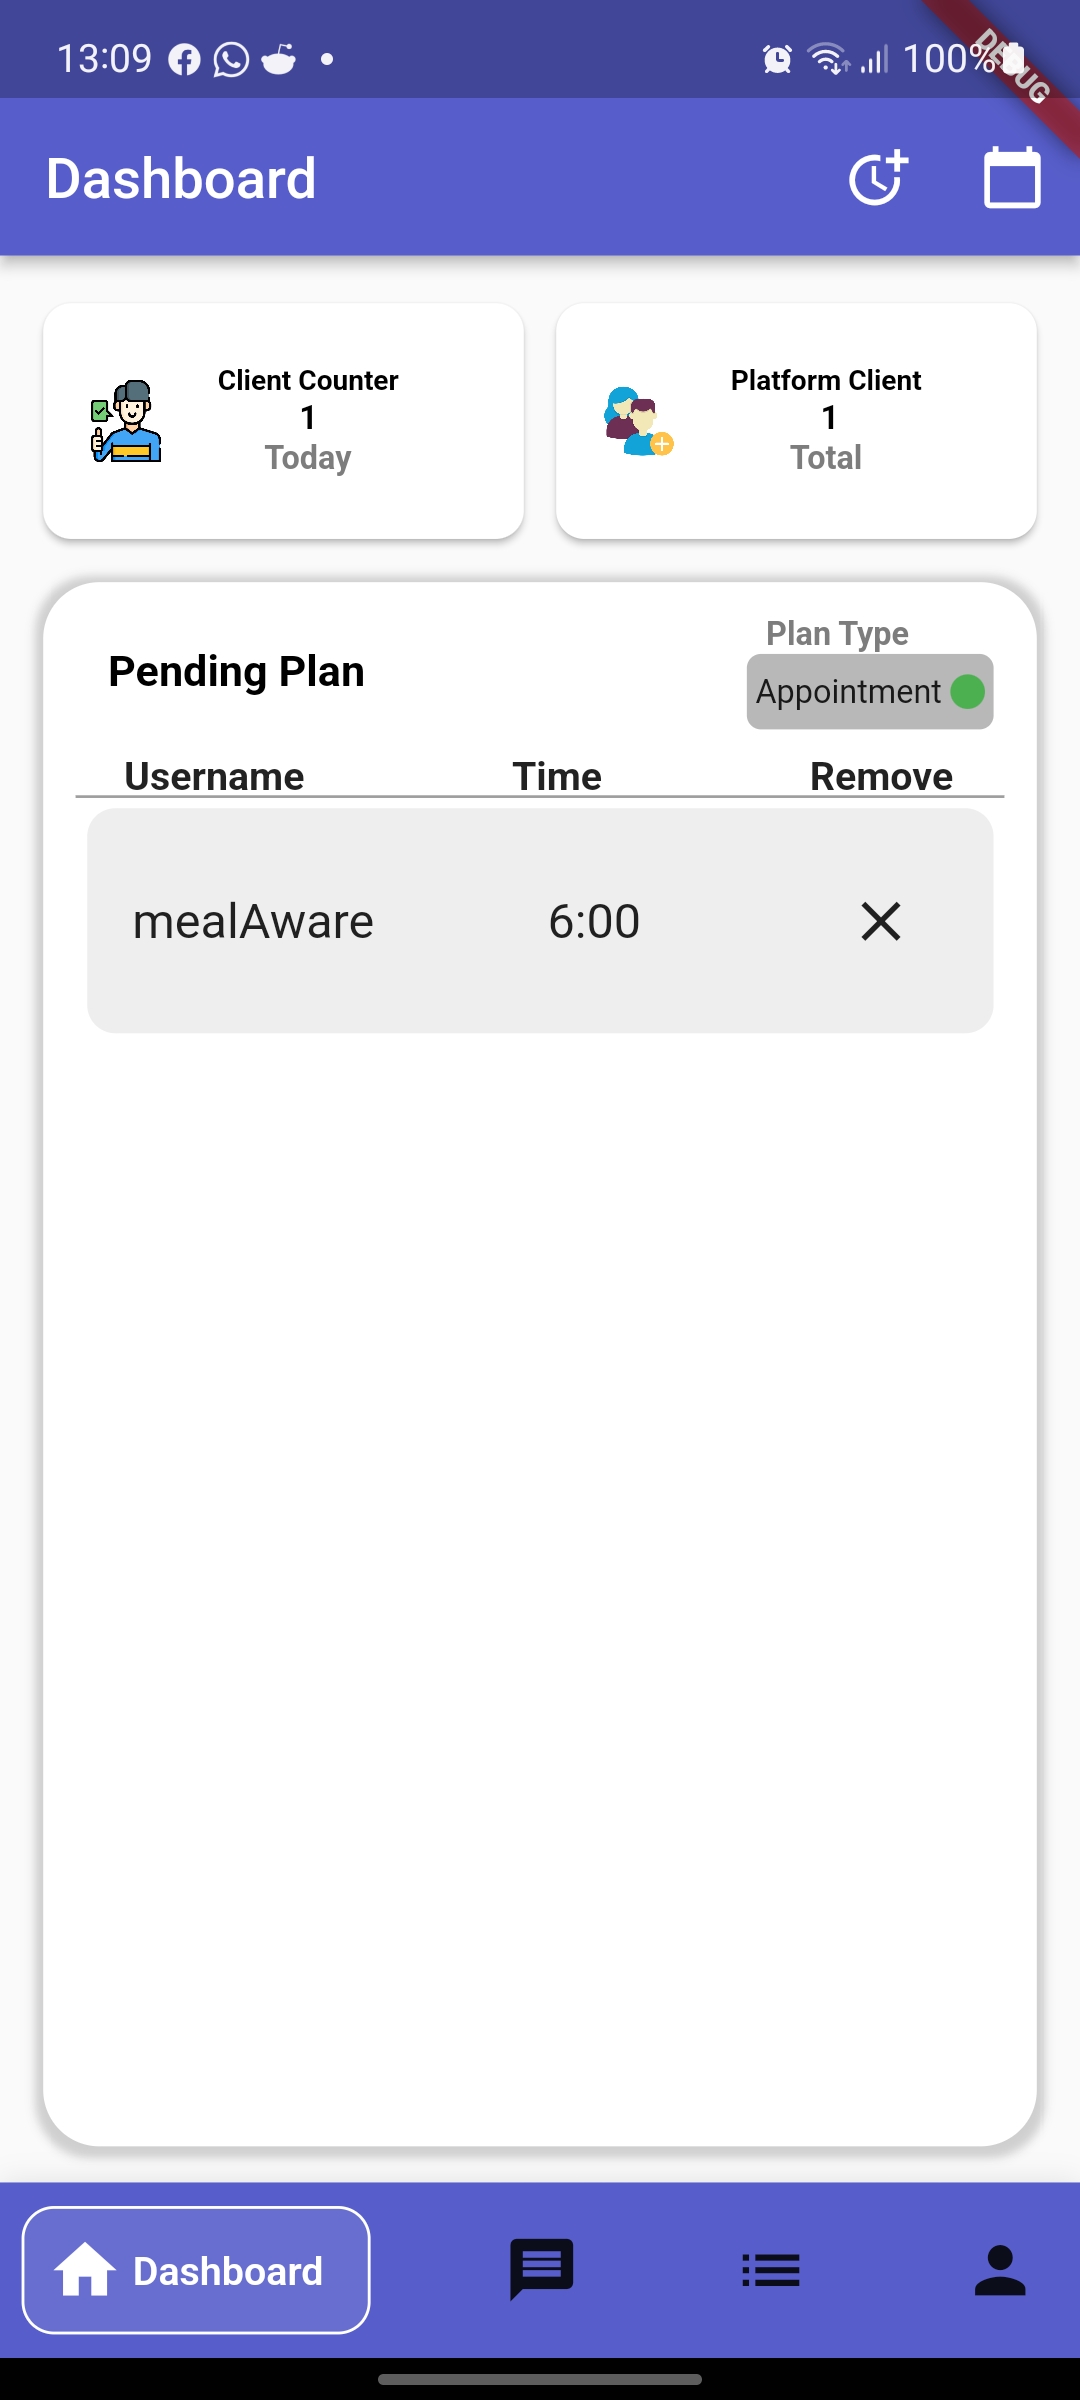 13:09 100%
DEBUG
Dashboard
Client Counter
1
Today
Platform Client
1
Total
Pending Plan
Plan Type
Appointment
Username Time Remove
mealAware 6:00
Dashboard